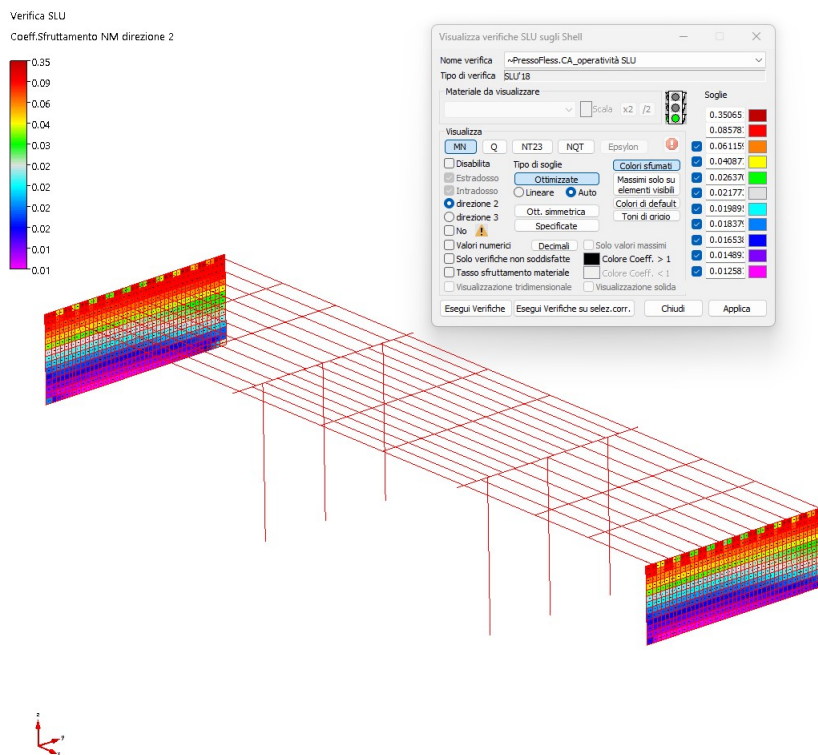 Verifica SLU
Coeff.Sfruttamento NM direzione 2
0.35
0.09
0.06
0.04
0.03
0.02
0.02
0.02
0.02
0.01
0.01
Visualizza verifiche SLU sugli Shell
Nome verifica ~PressoFless.CA_operatività SLU
Tipo di verifica SLU'18
Materiale da visualizzare
Scala x2 /2
Soglie
0.35065
0.08578
0.06115
0.04087
0.02637
0.02177
0.01989
0.01837
0.01653
0.01489
0.01258
Visualizza
MN Q NT23 NQT Epsylon
Disabilita Tipo di soglie Colori sfumati
Estradosso Ottimizzate Massimi solo su elementi visibili
Intradosso Lineare Auto
direzione 2 Ott. simmetrica Colori di default
direzione 3 Specificate Toni di grigio
No
Valori numerici Decimali Solo valori massimi
Solo verifiche non soddisfatte Colore Coeff. > 1
Tasso sfruttamento materiale Colore Coeff. < 1
Visualizzazione tridimensionale Visualizzazione solida
Esegui Verifiche Esegui Verifiche su selez.corr. Chiudi Applica
z
y
x